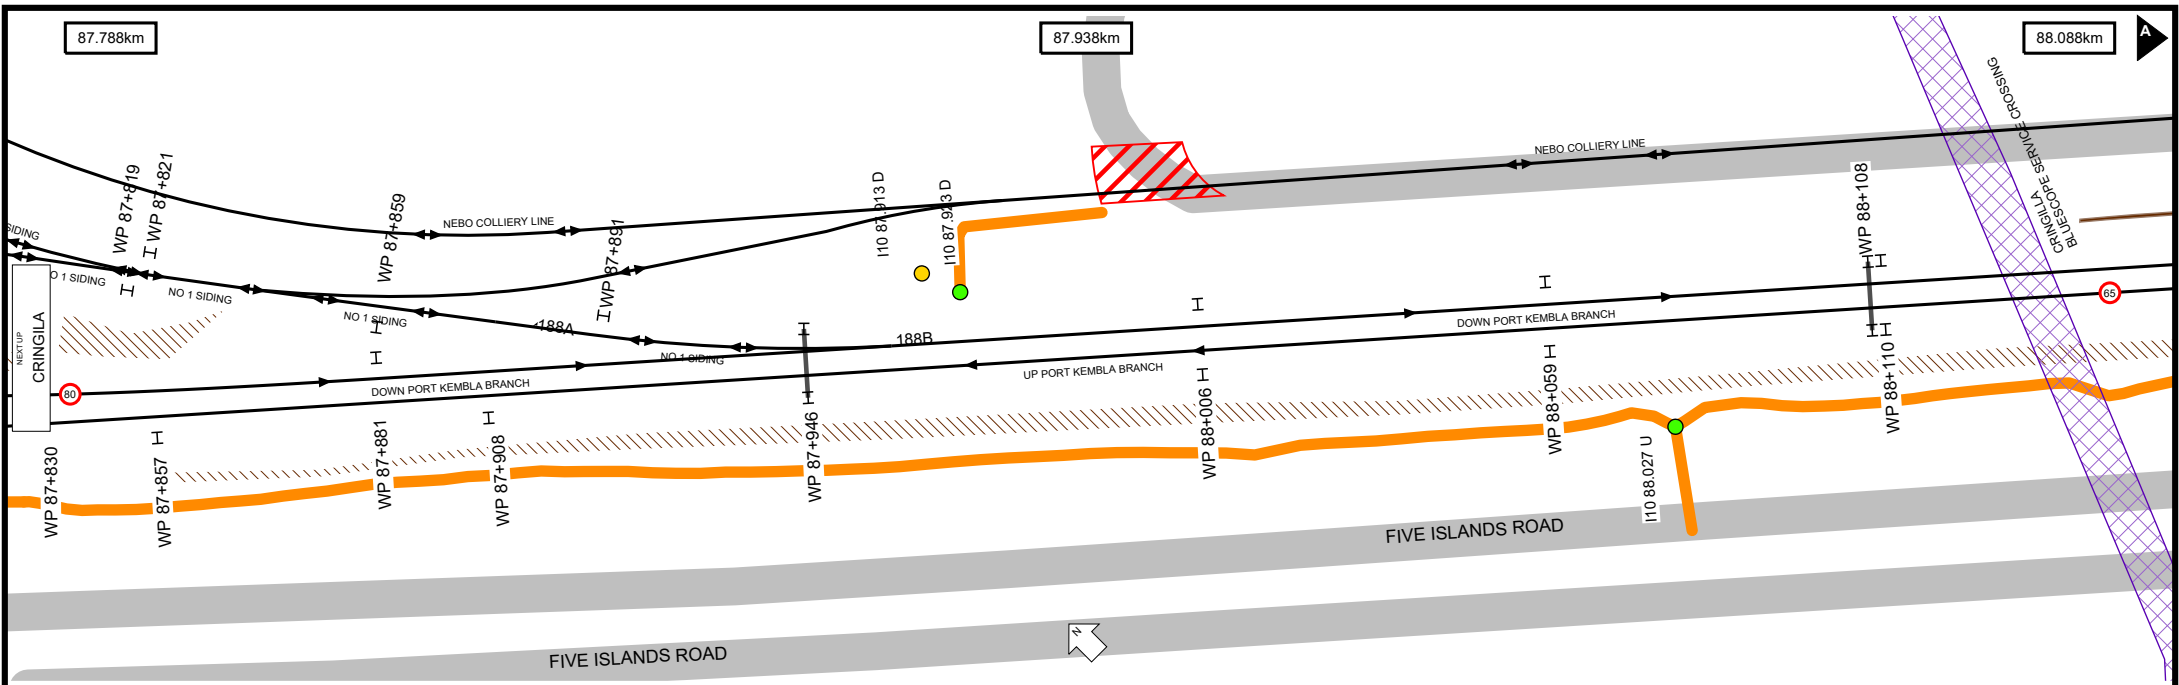 87.788km
87.938km
88.088km
A
CRINGILLA
BLUESCOPE SERVICE CROSSING
NEBO COLLIERY LINE
WP 87+819
WP 87+821
WP 87+859
NEBO COLLIERY LINE
WP 87+891
I10 87.913 D
I10 87.923 D
WP 88+108
SIDING
O 1 SIDING
NO 1 SIDING
NO 1 SIDING
188A
NO 1 SIDING
188B
NEXT UP
CRINGILA
80
65
DOWN PORT KEMBLA BRANCH
DOWN PORT KEMBLA BRANCH
UP PORT KEMBLA BRANCH
WP 87+830
WP 87+857
WP 87+881
WP 87+908
WP 87+946
WP 88+006
WP 88+059
I10 88.027 U
WP 88+110
FIVE ISLANDS ROAD
FIVE ISLANDS ROAD
N